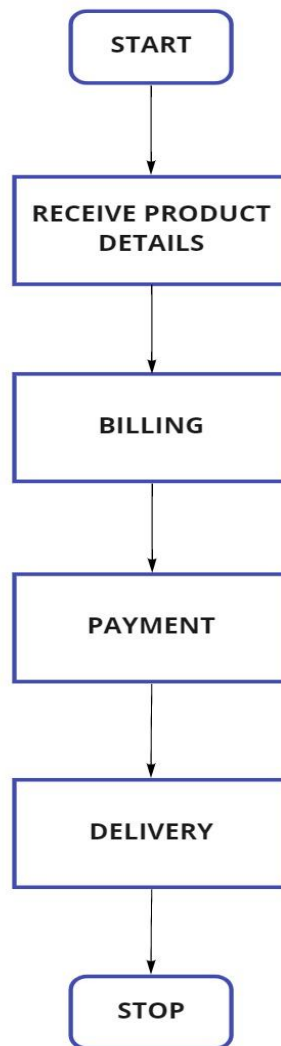 START
RECEIVE PRODUCT
DETAILS
BILLING
PAYMENT
DELIVERY
STOP